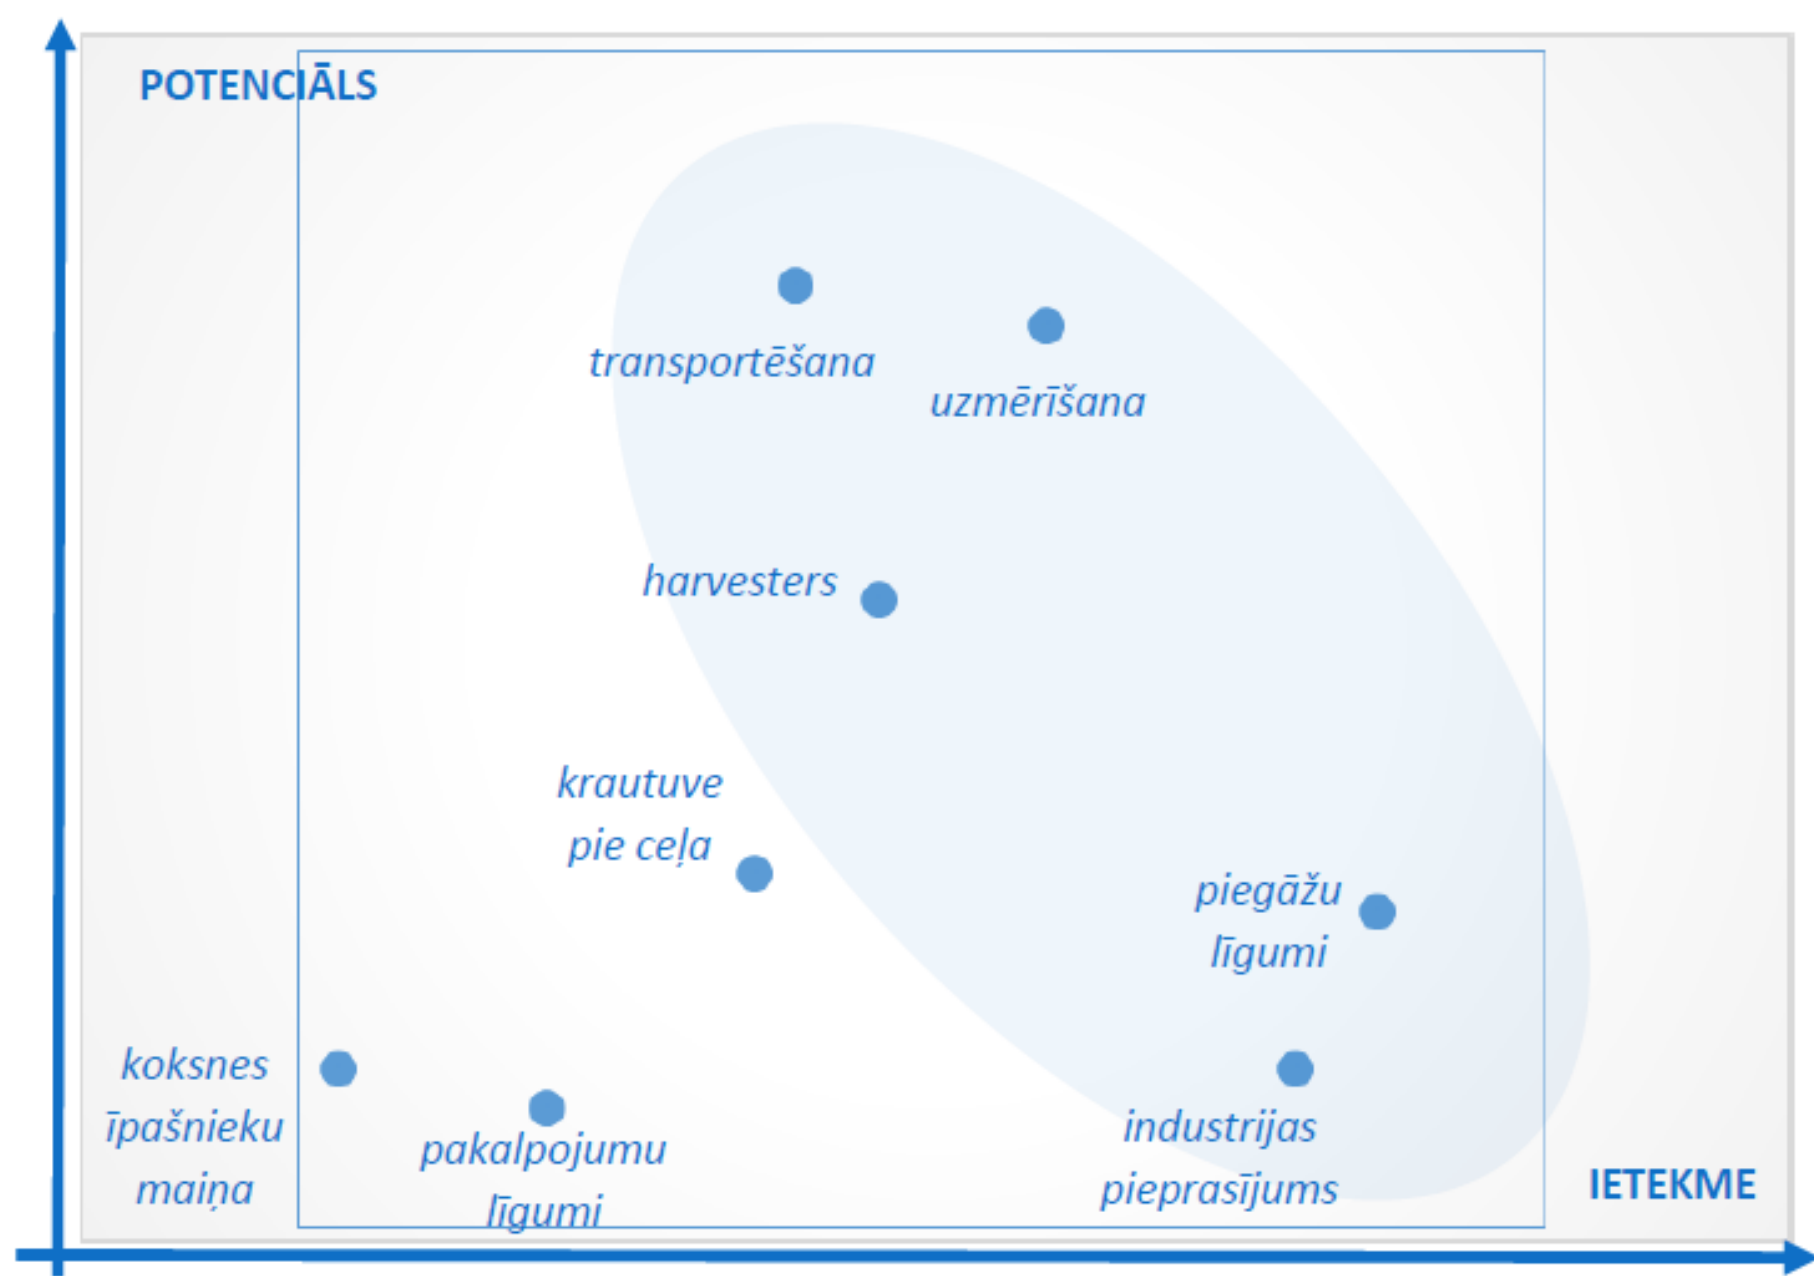 POTENCIĀLS
transportēšana
uzmērīšana
harvesters
krautuve
pie ceļa
piegāžu
līgumi
koksnes
īpašnieku
maiņa
pakalpojumu
līgumi
industrijas
pieprasījums
IETEKME